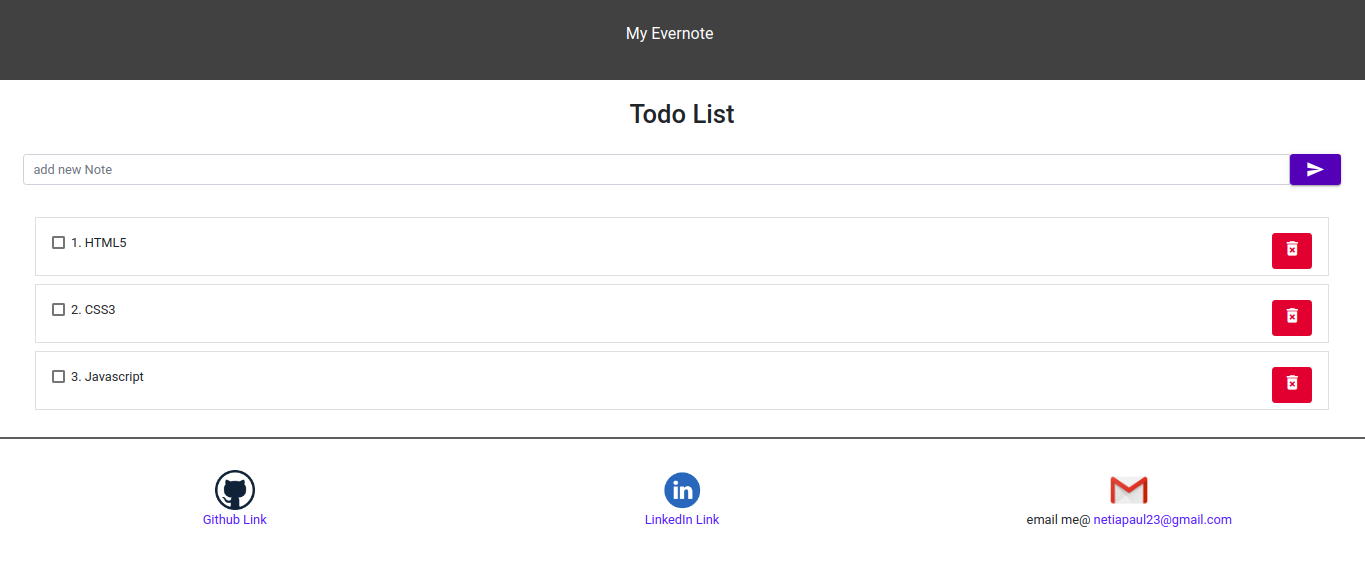 My Evernote
Todo List
add new Note
1. HTML5
2. CSS3
3. Javascript
in
Github Link
LinkedIn Link
email me@ netiapaul23@gmail.com